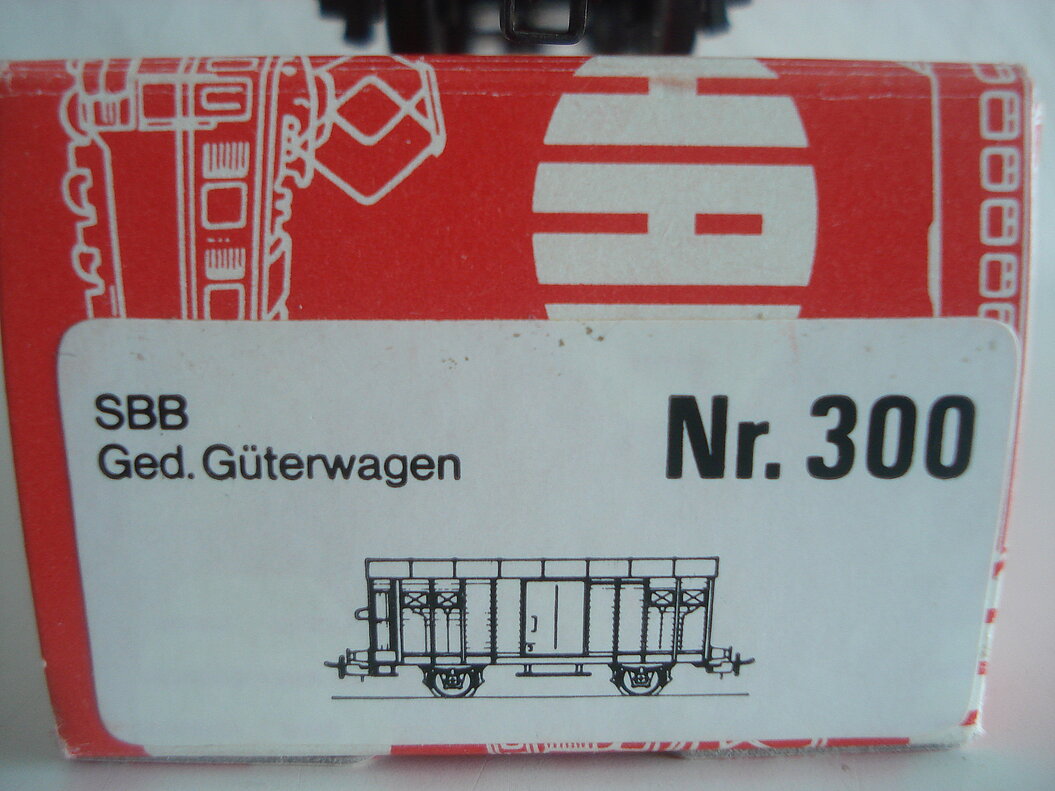 SBB
Ged. Güterwagen
Nr. 300